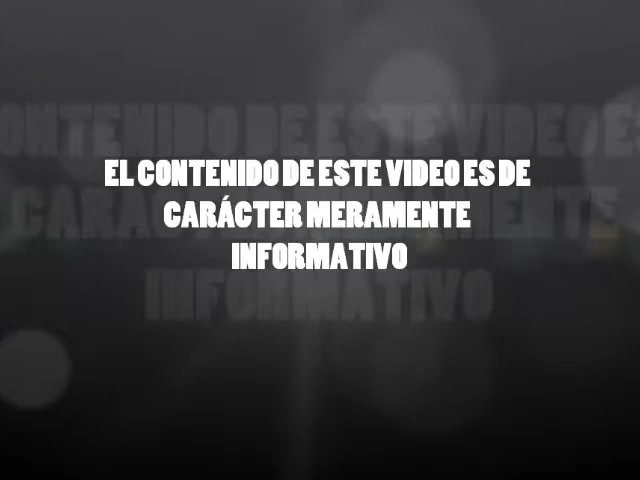 EL CONTENIDO DE ESTE VIDEO ES DE
CARÁCTER MERAMENTE
INFORMATIVO